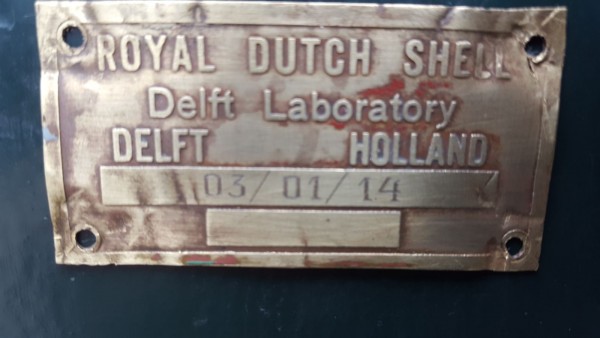 ROYAL DUTCH SHELL
Delft Laboratory
DELFT HOLLAND
03/01/14